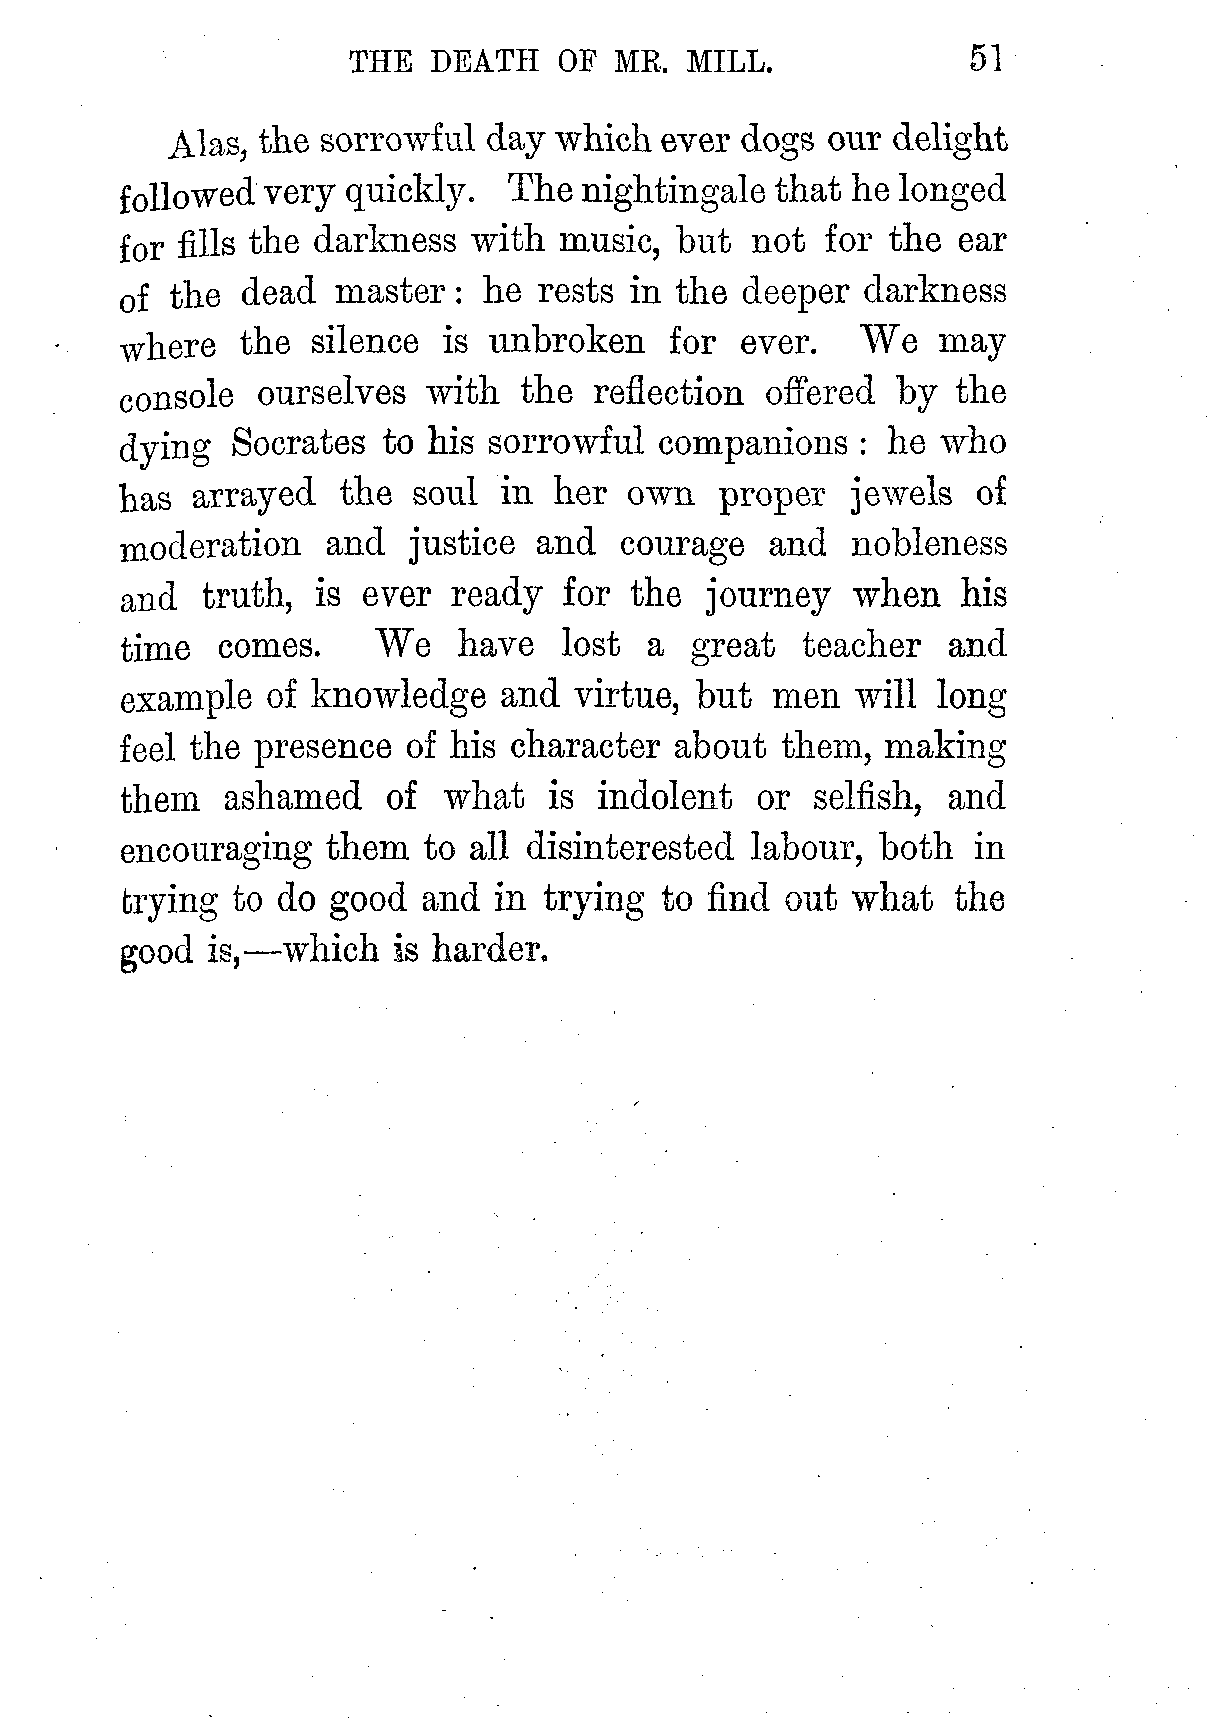 THE DEATH OF MR. MILL. 51
Alas, the sorrowful day which ever dogs our delight
followed very quickly. The nightingale that he longed
for fills the darkness with music, but not for the ear
of the dead master: he rests in the deeper darkness
where the silence is unbroken for ever. We may
console ourselves with the reflection offered by the
dying Socrates to his sorrowful companions: he who
has arrayed the soul in her own proper jewels of
moderation and justice and courage and nobleness
and truth, is ever ready for the journey when his
time comes. We have lost a great teacher and
example of knowledge and virtue, but men will long
feel the presence of his character about them, making
them ashamed of what is indolent or selfish, and
encouraging them to all disinterested labour, both in
trying to do good and in trying to find out what the
good is,—which is harder.